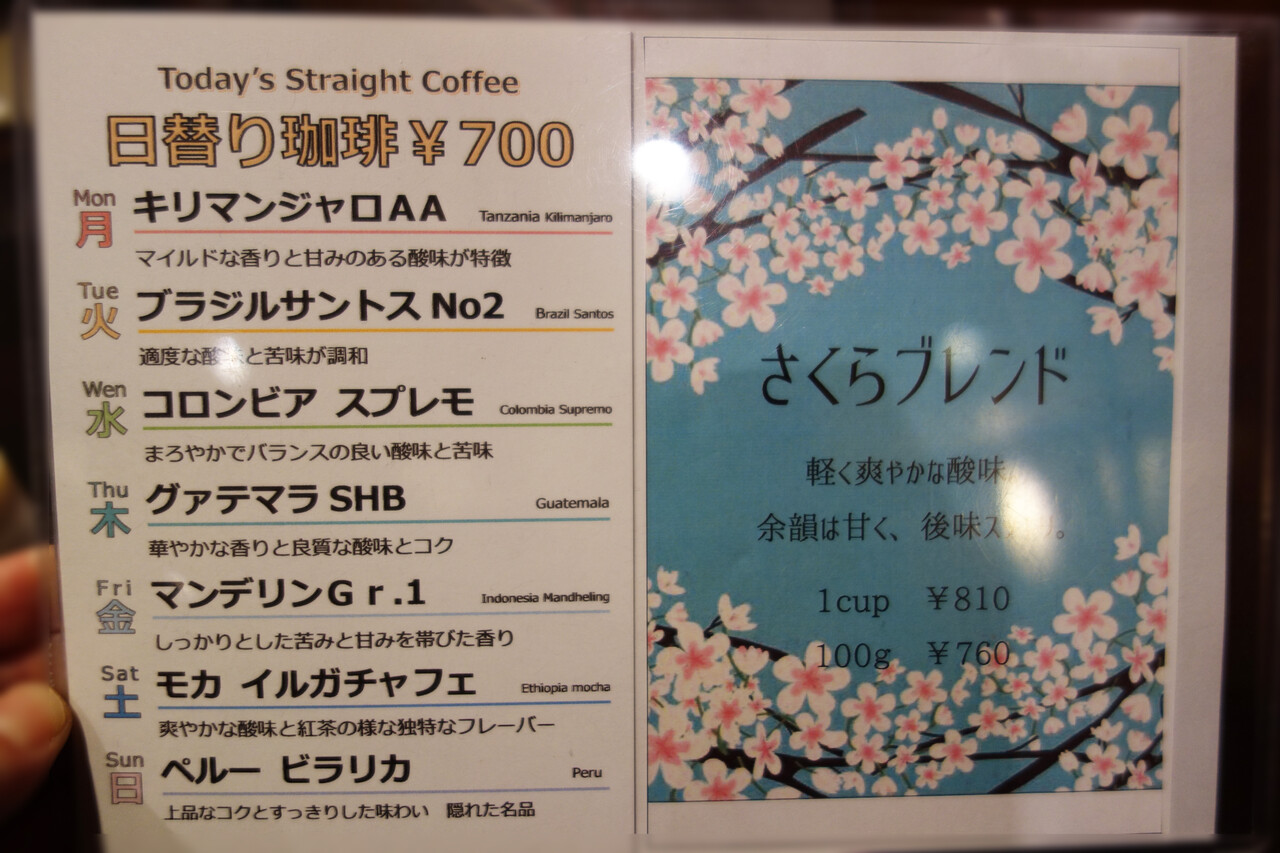 Today's Straight Coffee
日替り珈琲¥700
Mon
月
キリマンジャロAA Tanzania Kilimanjaro
マイルドな香りと甘みのある酸味が特徴
Tue
火
ブラジルサントス No2 Brazil Santos
適度な酸味と苦味が調和
Wen
水
コロンビア スプレモ Colombia Supremo
まろやかでバランスの良い酸味と苦味
Thu
木
グァテマラ SHB Guatemala
華やかな香りと良質な酸味とコク
Fri
金
マンデリンGr.1 Indonesia Mandheling
しっかりとした苦みと甘みを帯びた香り
Sat
土
モカ イルガチャフェ Ethiopia mocha
爽やかな酸味と紅茶の様な独特なフレーバー
Sun
日
ペルー ビラリカ Peru
上品なコクとすっきりした味わい 隠れた名品
さくらブレンド
軽く爽やかな酸味
余韻は甘く、後味
1cup ¥810
100g ¥760